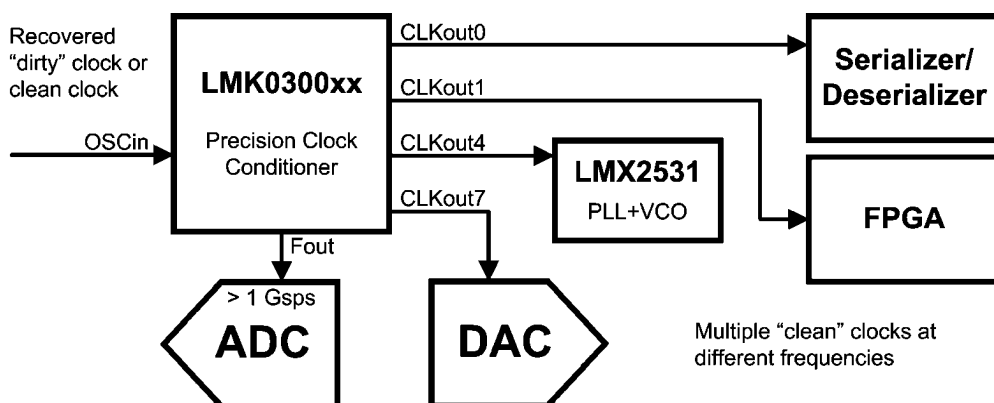 Recovered
“dirty” clock or
clean clock
OSCin
LMK0300xx
Precision Clock
Conditioner
CLKout0
CLKout1
CLKout4
CLKout7
Fout
Serializer/
Deserializer
LMX2531
PLL+VCO
FPGA
> 1 Gsps
ADC
DAC
Multiple “clean” clocks at
different frequencies